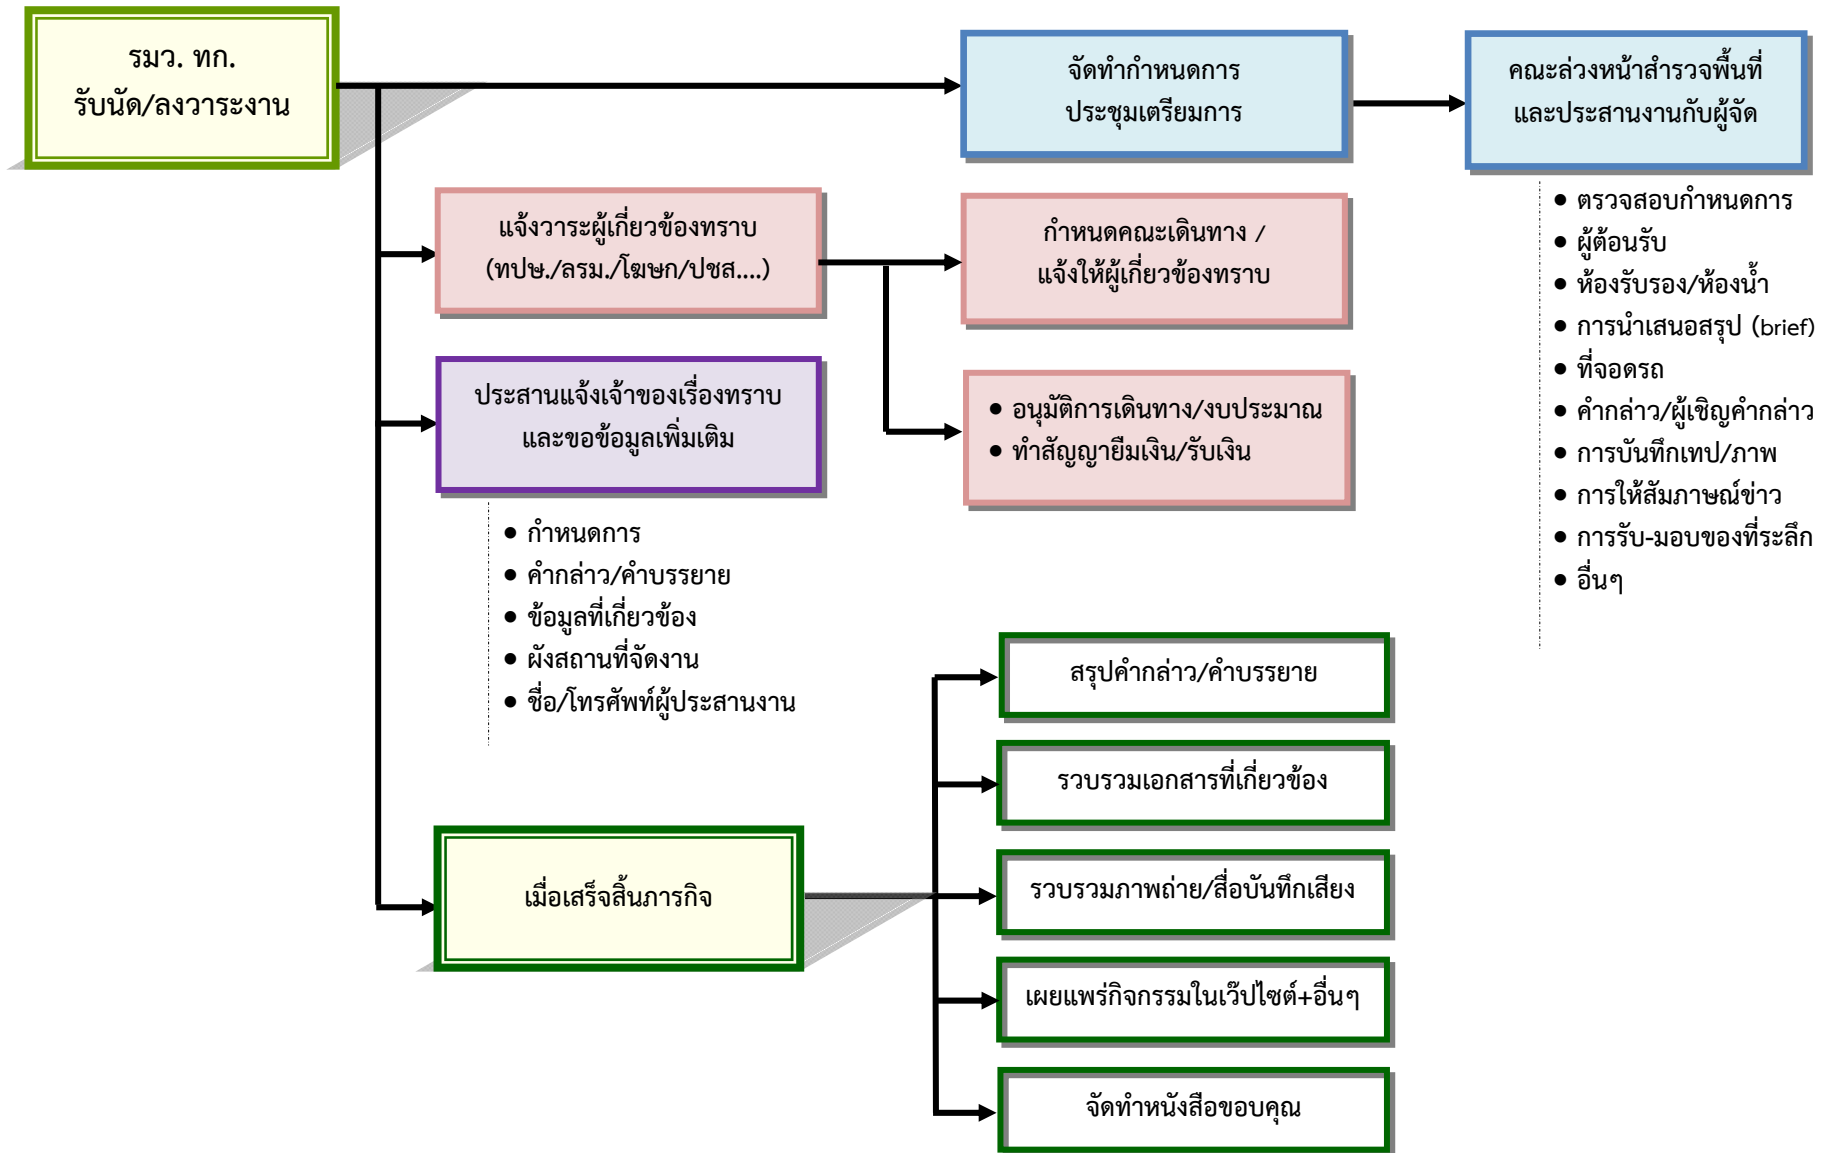 รมว. ทก.
รับนัด/ลงวาระงาน
จัดทำกำหนดการ
ประชุมเตรียมการ
คณะล่วงหน้าสำรวจพื้นที่
และประสานงานกับผู้จัด
• ตรวจสอบกำหนดการ
• ผู้ต้อนรับ
• ห้องรับรอง/ห้องน้ำ
• การนำเสนอสรุป (brief)
• ที่จอดรถ
• คำกล่าว/ผู้เชิญคำกล่าว
• การบันทึกเทป/ภาพ
• การให้สัมภาษณ์ข่าว
• การรับ-มอบของที่ระลึก
• อื่นๆ
แจ้งวาระผู้เกี่ยวข้องทราบ
(ทปษ./ลรม./โฆษก/ปชส....)
กำหนดคณะเดินทาง /
แจ้งให้ผู้เกี่ยวข้องทราบ
• อนุมัติการเดินทาง/งบประมาณ
• ทำสัญญายืมเงิน/รับเงิน
ประสานแจ้งเจ้าของเรื่องทราบ
และขอข้อมูลเพิ่มเติม
• กำหนดการ
• คำกล่าว/คำบรรยาย
• ข้อมูลที่เกี่ยวข้อง
• ผังสถานที่จัดงาน
• ชื่อ/โทรศัพท์ผู้ประสานงาน
เมื่อเสร็จสิ้นภารกิจ
สรุปคำกล่าว/คำบรรยาย
รวบรวมเอกสารที่เกี่ยวข้อง
รวบรวมภาพถ่าย/สื่อบันทึกเสียง
เผยแพร่กิจกรรมในเว๊ปไซต์+อื่นๆ
จัดทำหนังสือขอบคุณ